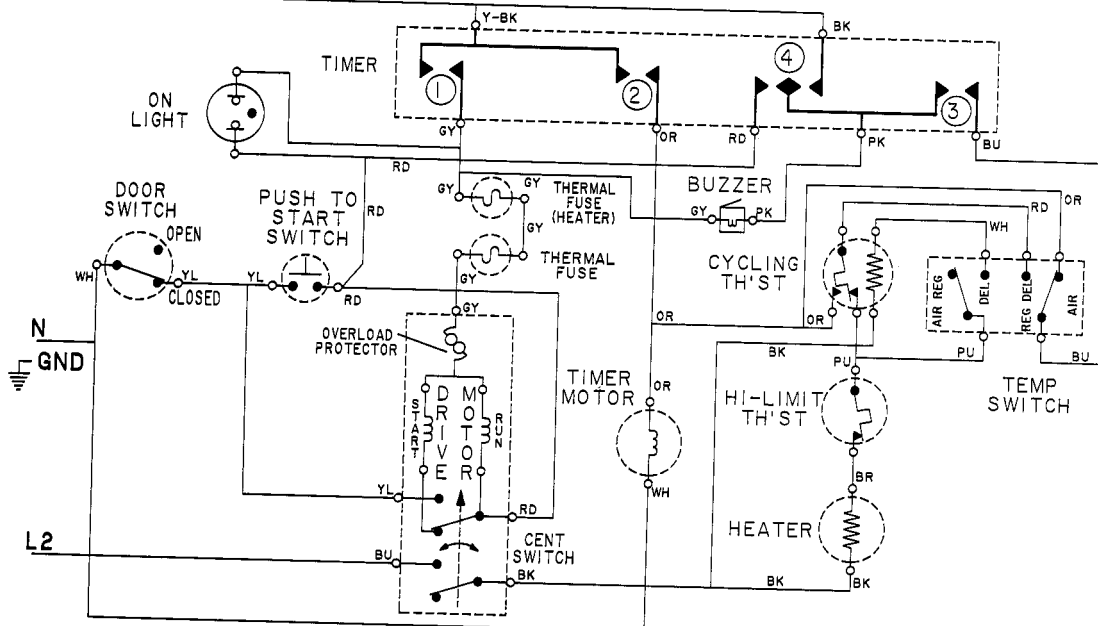 Y-BK
BK
TIMER
1
2
4
3
ON
LIGHT
GY
OR
RD
PK
BU
RD
DOOR
SWITCH
OPEN
WH
YL
CLOSED
PUSH TO
START
SWITCH
RD
YL
RD
GY
GY
THERMAL
FUSE
(HEATER)
GY
THERMAL
FUSE
GY
GY
BUZZER
GY
PK
RD
OR
WH
CYCLING
TH'ST
AIR REG
DEL
REG DEL
AIR
OR
OR
BK
PU
PU
BU
TEMP
SWITCH
N
GND
OVERLOAD
PROTECTOR
START
DRIVE
MOTOR
RUN
TIMER
MOTOR
OR
WH
HI-LIMIT
TH'ST
BR
HEATER
YL
RD
CENT
SWITCH
L2
BU
BK
BK
BK